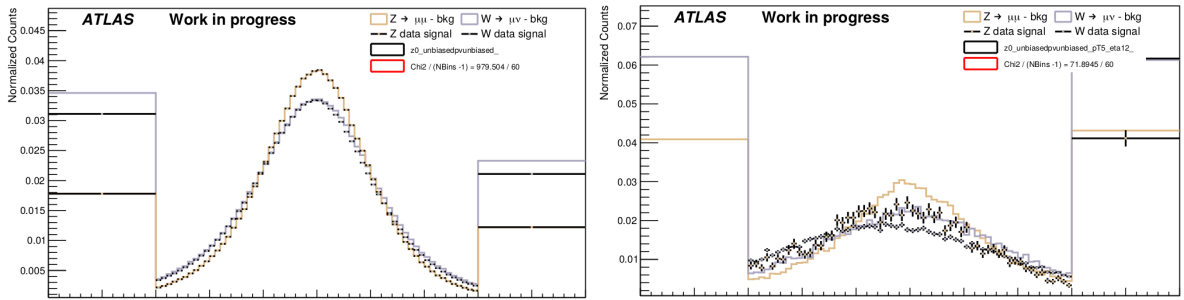 ATLAS Work in progress
Z → μμ - bkg W → μν - bkg
Z data signal W data signal
z0_unbiasedpvunbiased_
Chi2 / (NBins -1) = 979.504 / 60
Normalized Counts
0.045
0.04
0.035
0.03
0.025
0.02
0.015
0.01
0.005
ATLAS Work in progress
Z → μμ - bkg W → μν - bkg
Z data signal W data signal
z0_unbiasedpvunbiased_pT5_eta12_
Chi2 / (NBins -1) = 71.8945 / 60
Normalized Counts
0.07
0.06
0.05
0.04
0.03
0.02
0.01